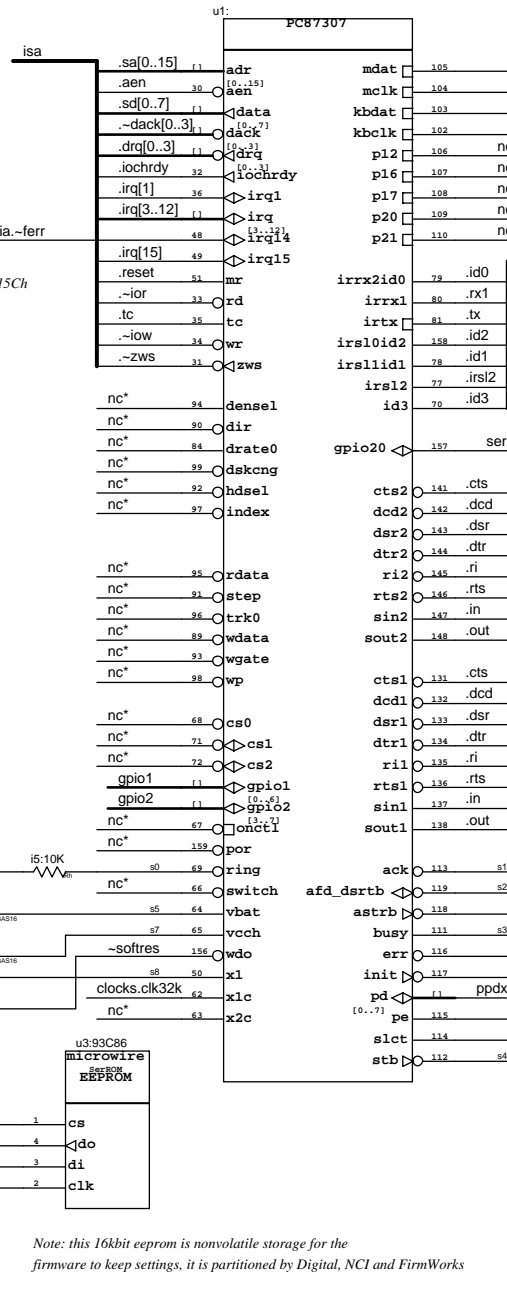 u1:
PC87307
isa
.sa[0..15] [] adr mdat 105
[0..15]
.aen 30 aen mclk 104
.sd[0..7] [] data kbdat 103
[0..7]
.~dack[0..3] [] dack kbclk 102
[0..3]
.drq[0..3] [] drq p12 106 nc
[0..3]
.iochrdy 32 iochrdy p16 107 nc
.irq[1] 36 irq1 p17 108 nc
.irq[3..12] [] irq p20 109 nc
[3..12]
ia.~ferr 48 irq14 p21 110 nc
.irq[15] 49 irq15
15Ch
.reset 51 mr irrx2id0 79 .id0
.~ior 33 rd irrx1 80 .rx1
.tc 35 tc irtx 81 .tx
.~iow 34 wr irsl0id2 158 .id2
.~zws 31 zws irsl1id1 78 .id1
irsl2 77 .irsl2
nc* 94 densel id3 70 .id3
nc* 90 dir
nc* 84 drate0 gpio20 157 ser
nc* 99 dskcng
nc* 92 hdsel cts2 141 .cts
nc* 97 index dcd2 142 .dcd
dsr2 143 .dsr
dtr2 144 .dtr
nc* 95 rdata ri2 145 .ri
nc* 91 step rts2 146 .rts
nc* 96 trk0 sin2 147 .in
nc* 89 wdata sout2 148 .out
nc* 93 wgate
nc* 98 wp cts1 131 .cts
dcd1 132 .dcd
nc* 68 cs0 dsr1 133 .dsr
nc* 71 cs1 dtr1 134 .dtr
nc* 72 cs2 ri1 135 .ri
gpio1 [] gpio1 rts1 136 .rts
[0..6]
gpio2 [] gpio2 sin1 137 .in
[3..7]
nc* 67 onctl sout1 138 .out
nc* 159 por
i5:10K s0 69 ring ack 113 s1
nc* 66 switch afd_dsrtb 119 s2
s5 64 vbat astrb 118
s7 65 vcch busy 111 s3
~softres 156 wdo err 116
s8 50 x1 init 117
clocks.clk32k 62 x1c pd [] ppdx
[0..7]
nc* 63 x2c pe 115
slct 114
stb 112 s4
u3:93C86
microwire
SerROM
EEPROM
1 cs
4 do
3 di
2 clk
Note: this 16kbit eeprom is nonvolatile storage for the
firmware to keep settings, it is partitioned by Digital, NCI and FirmWorks